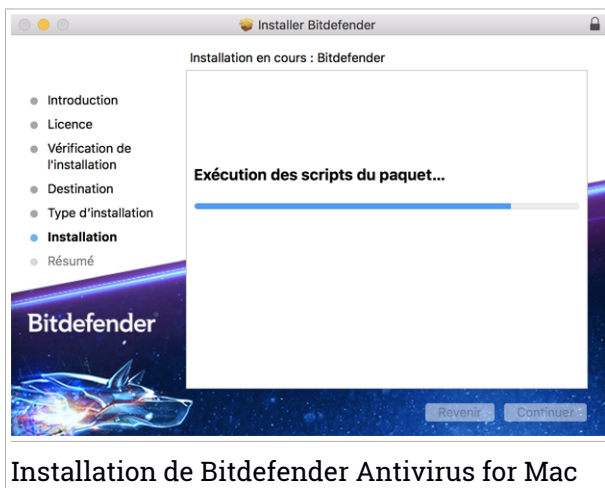 Installer Bitdefender
Installation en cours : Bitdefender
Introduction
Licence
Vérification de
l'installation
Destination
Type d'installation
Installation
Résumé
Exécution des scripts du paquet...
Bitdefender
Revenir
Continuer
Installation de Bitdefender Antivirus for Mac